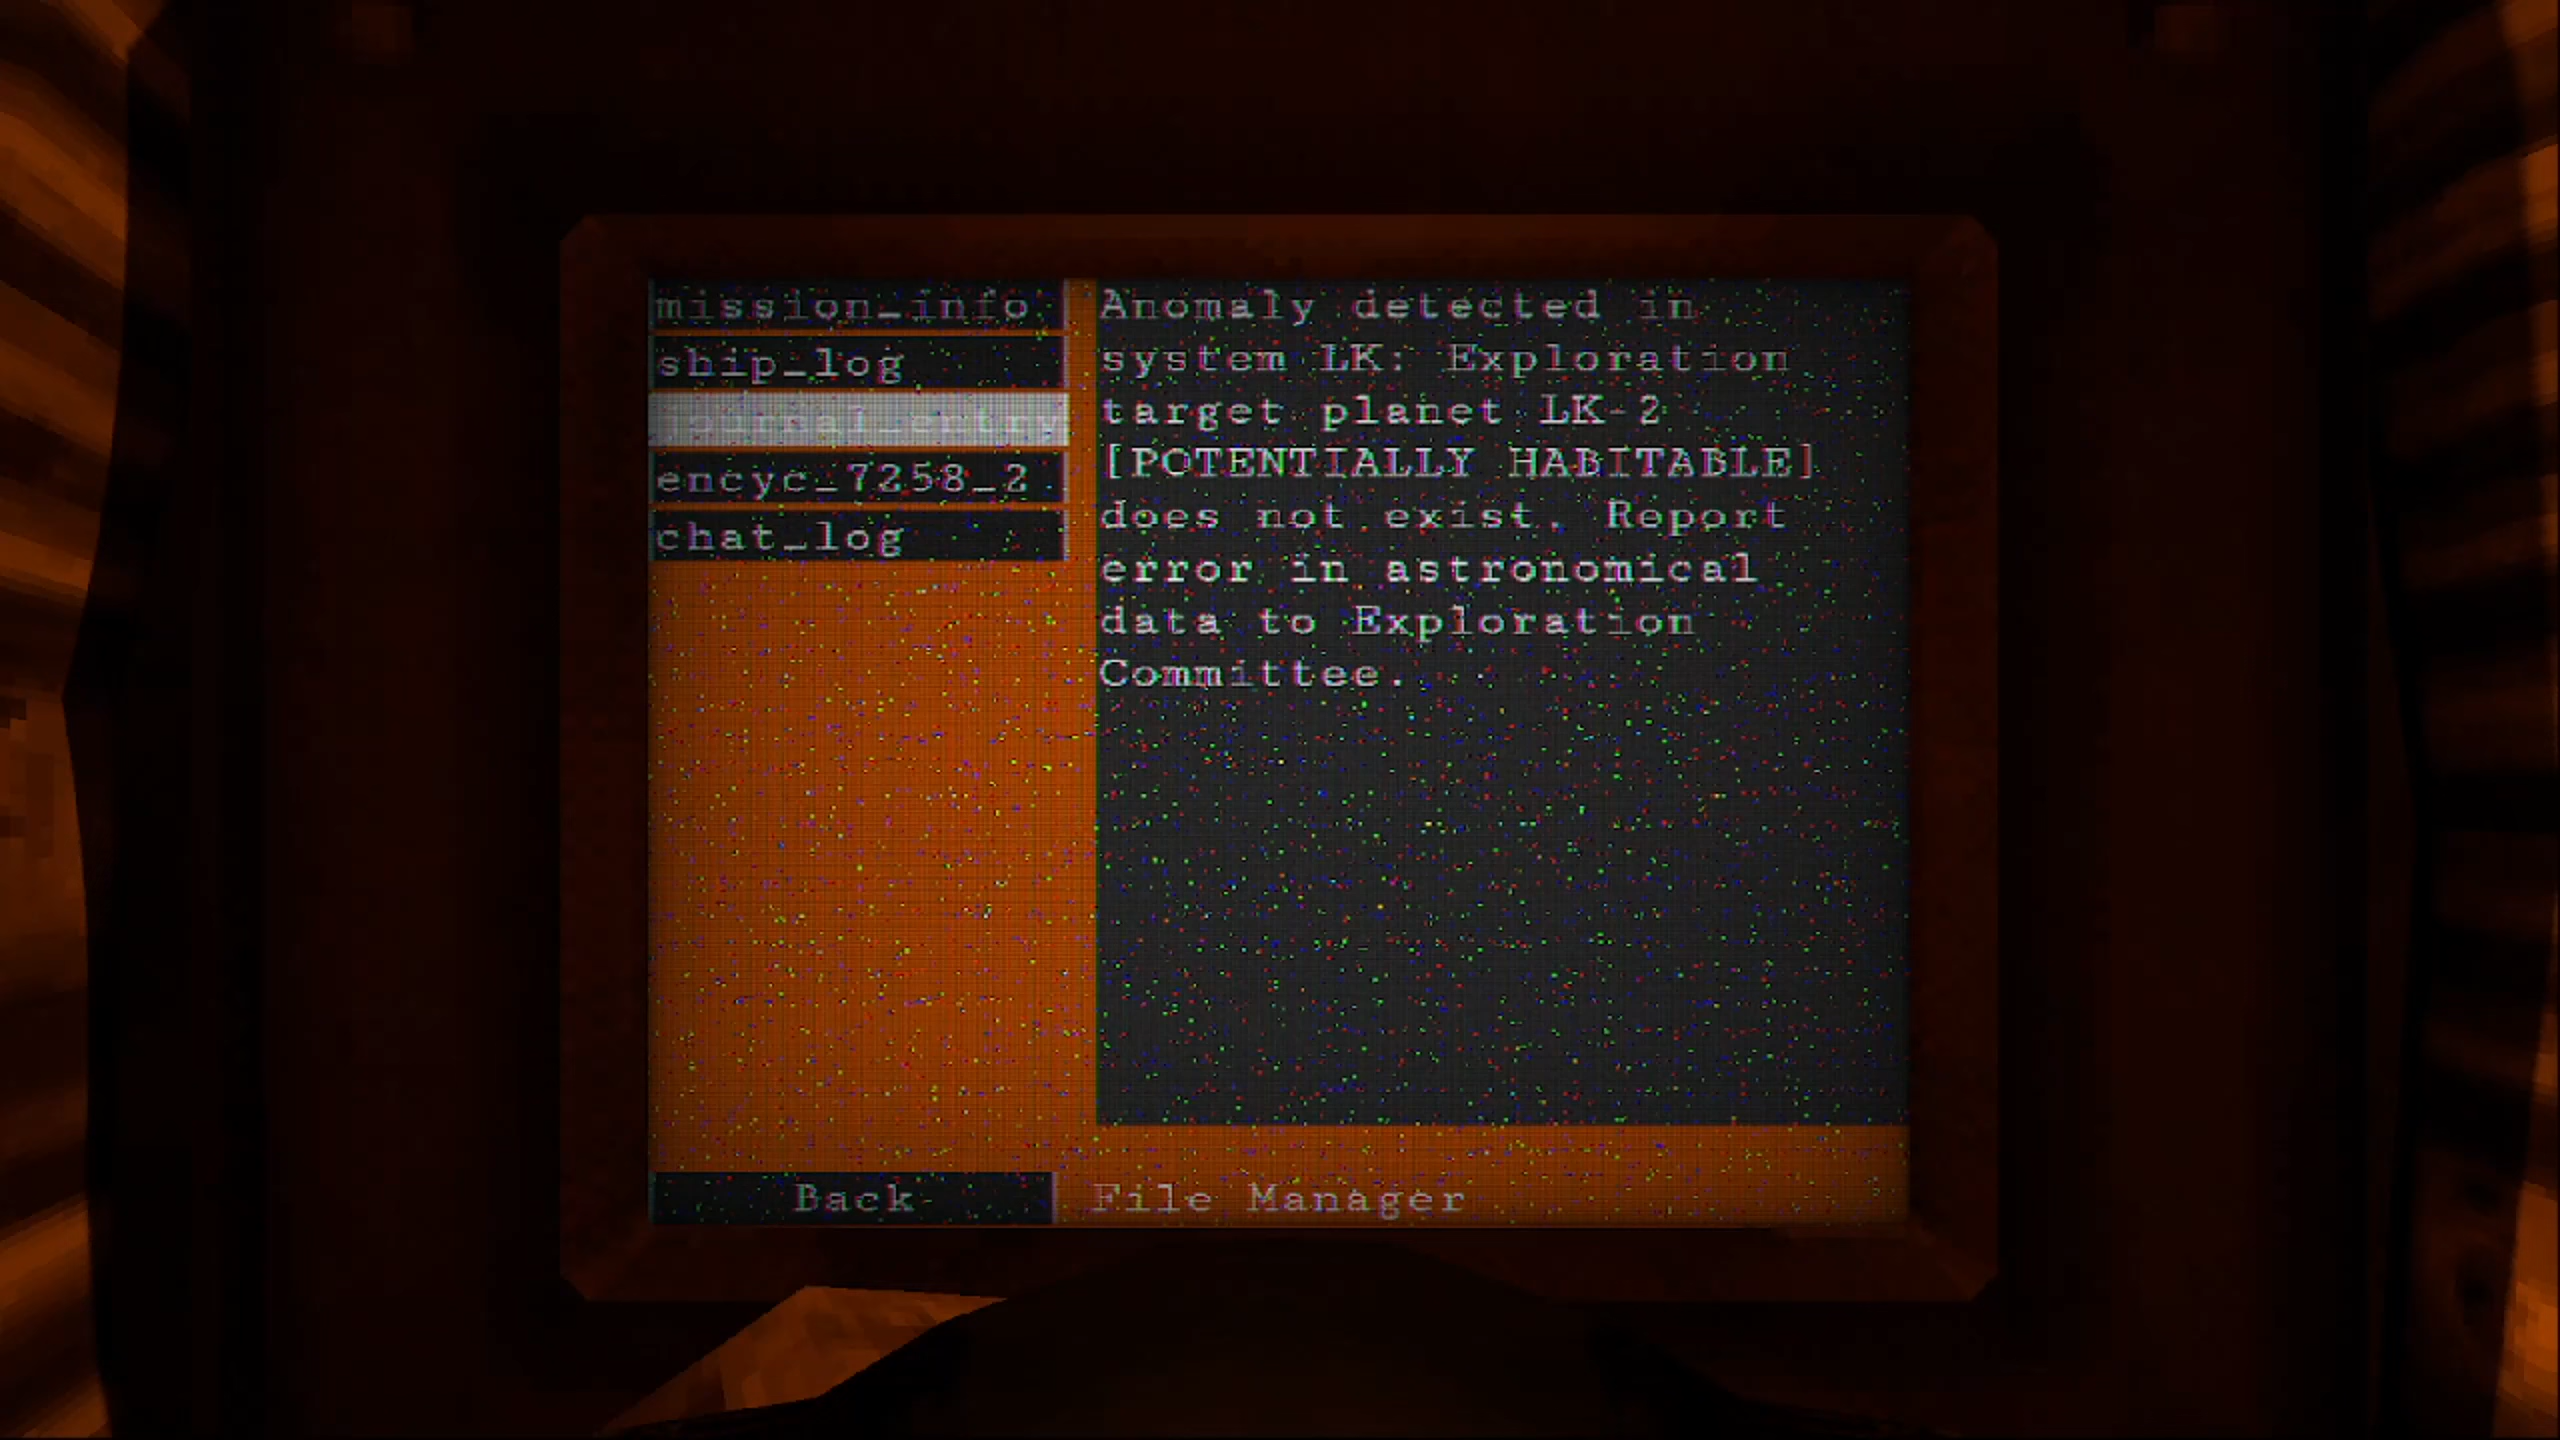 mission_info
ship_log
journal_entry
encyc_7258_2
chat_log
Anomaly detected in
system LK: Exploration
target planet LK-2
[POTENTIALLY HABITABLE]
does not exist. Report
error in astronomical
data to Exploration
Committee.
Back
File Manager